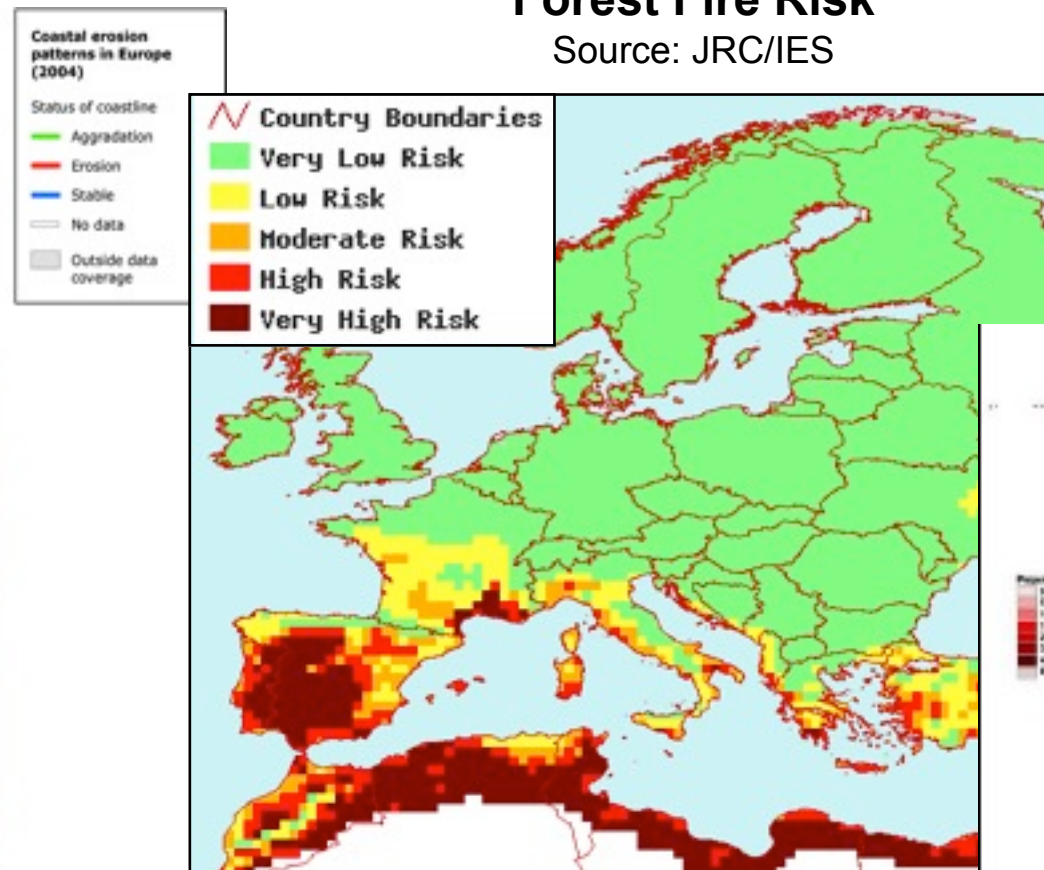 Forest Fire Risk
Source: JRC/IES
Coastal erosion
patterns in Europe
(2004)
Status of coastline
Aggradation
Erosion
Stable
No data
Outside data
coverage
Country Boundaries
Very Low Risk
Low Risk
Moderate Risk
High Risk
Very High Risk